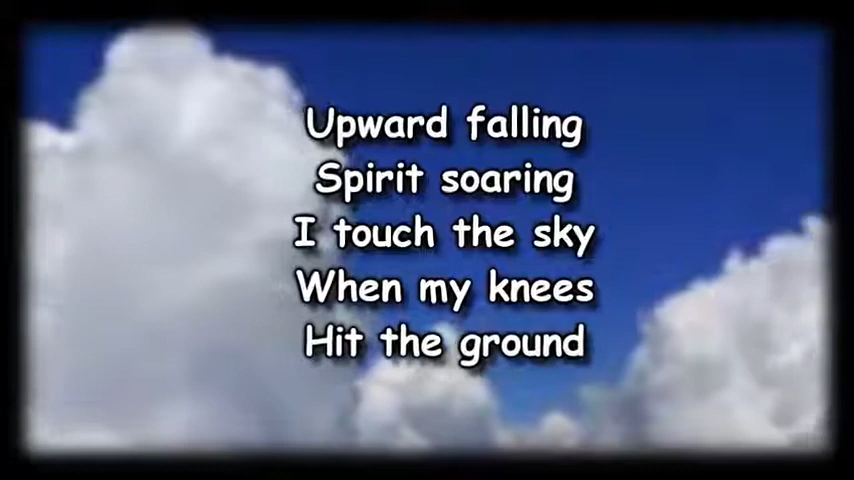 Upward falling
Spirit soaring
I touch the sky
When my knees
Hit the ground